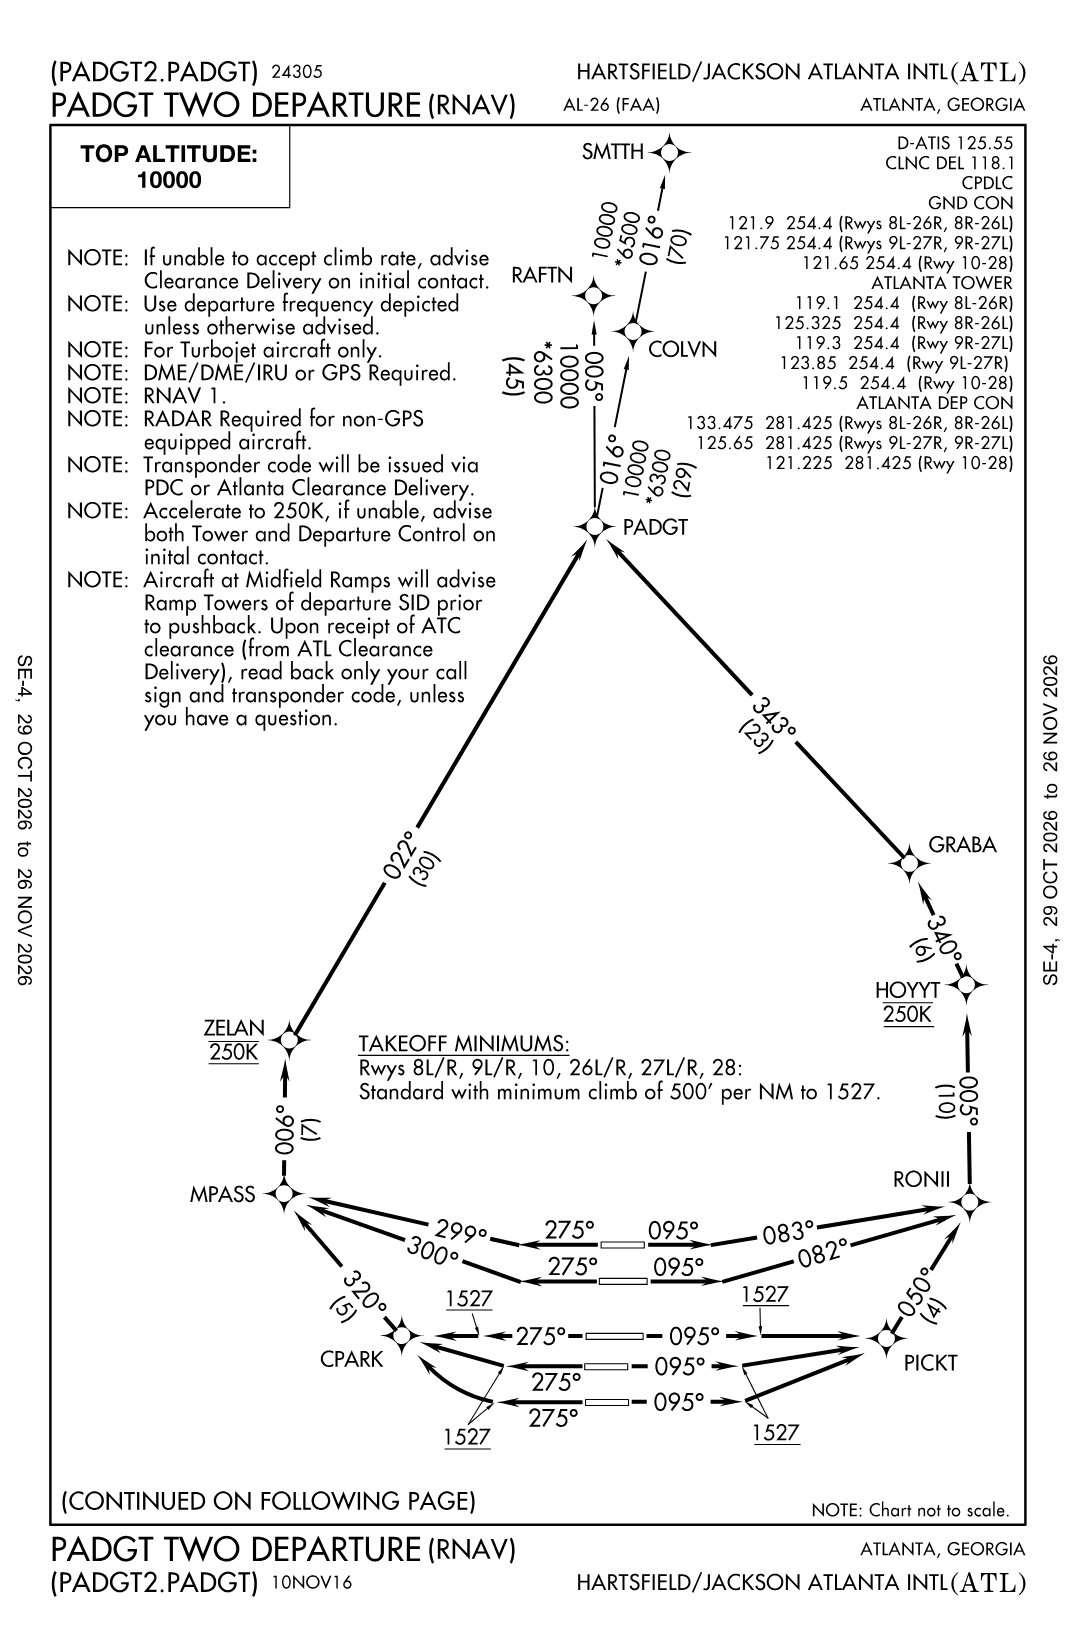 (PADGT2.PADGT) 24305
HARTSFIELD/JACKSON ATLANTA INTL (ATL)
PADGT TWO DEPARTURE (RNAV)
AL-26 (FAA)
ATLANTA, GEORGIA
TOP ALTITUDE:
10000
D-ATIS 125.55
CLNC DEL 118.1
CPDLC
GND CON
121.9 254.4 (Rwys 8L-26R, 8R-26L)
121.75 254.4 (Rwys 9L-27R, 9R-27L)
121.65 254.4 (Rwy 10-28)
ATLANTA TOWER
119.1 254.4 (Rwy 8L-26R)
125.325 254.4 (Rwy 8R-26L)
119.3 254.4 (Rwy 9R-27L)
123.85 254.4 (Rwy 9L-27R)
119.5 254.4 (Rwy 10-28)
ATLANTA DEP CON
133.475 281.425 (Rwys 8L-26R, 8R-26L)
125.65 281.425 (Rwys 9L-27R, 9R-27L)
121.225 281.425 (Rwy 10-28)
NOTE: If unable to accept climb rate, advise
Clearance Delivery on initial contact.
NOTE: Use departure frequency depicted
unless otherwise advised.
NOTE: For Turbojet aircraft only.
NOTE: DME/DME/IRU or GPS Required.
NOTE: RNAV 1.
NOTE: RADAR Required for non-GPS
equipped aircraft.
NOTE: Transponder code will be issued via
PDC or Atlanta Clearance Delivery.
NOTE: Accelerate to 250K, if unable, advise
both Tower and Departure Control on
inital contact.
NOTE: Aircraft at Midfield Ramps will advise
Ramp Towers of departure SID prior
to pushback. Upon receipt of ATC
clearance (from ATL Clearance
Delivery), read back only your call
sign and transponder code, unless
you have a question.
SMTTH
10000
*6500
016°
(70)
RAFTN
COLVN
005°
10000
*6300
(45)
016°
10000
*6300
(29)
PADGT
343°
(23)
022°
(30)
GRABA
340°
(6)
HOYYT
250K
ZELAN
250K
TAKEOFF MINIMUMS:
Rwys 8L/R, 9L/R, 10, 26L/R, 27L/R, 28:
Standard with minimum climb of 500' per NM to 1527.
005°
(10)
006°
(7)
MPASS
RONII
299°
275°
095°
083°
300°
275°
095°
082°
320°
(5)
1527
1527
050°
(4)
275°
095°
CPARK
PICKT
275°
095°
275°
095°
1527
1527
(CONTINUED ON FOLLOWING PAGE)
NOTE: Chart not to scale.
PADGT TWO DEPARTURE (RNAV)
ATLANTA, GEORGIA
(PADGT2.PADGT) 10NOV16
HARTSFIELD/JACKSON ATLANTA INTL (ATL)
SE-4, 29 OCT 2026 to 26 NOV 2026
SE-4, 29 OCT 2026 to 26 NOV 2026